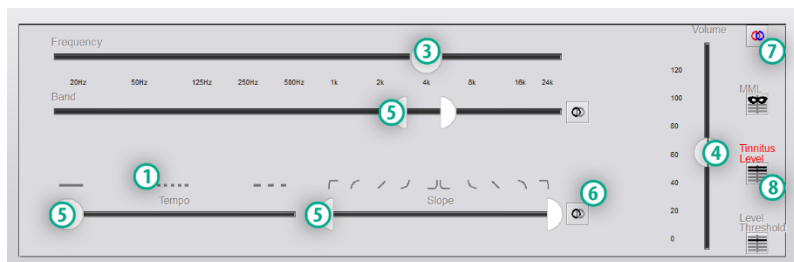 Frequency
Volume
7
3
20Hz 50Hz 125Hz 250Hz 500Hz 1k 2k 4k 8k 16k 24k
120
Band
MML
100
5
80
Tinnitus
Level
4
60
1
8
40
Tempo
Slope
6
5
5
20
Level
Threshold
0